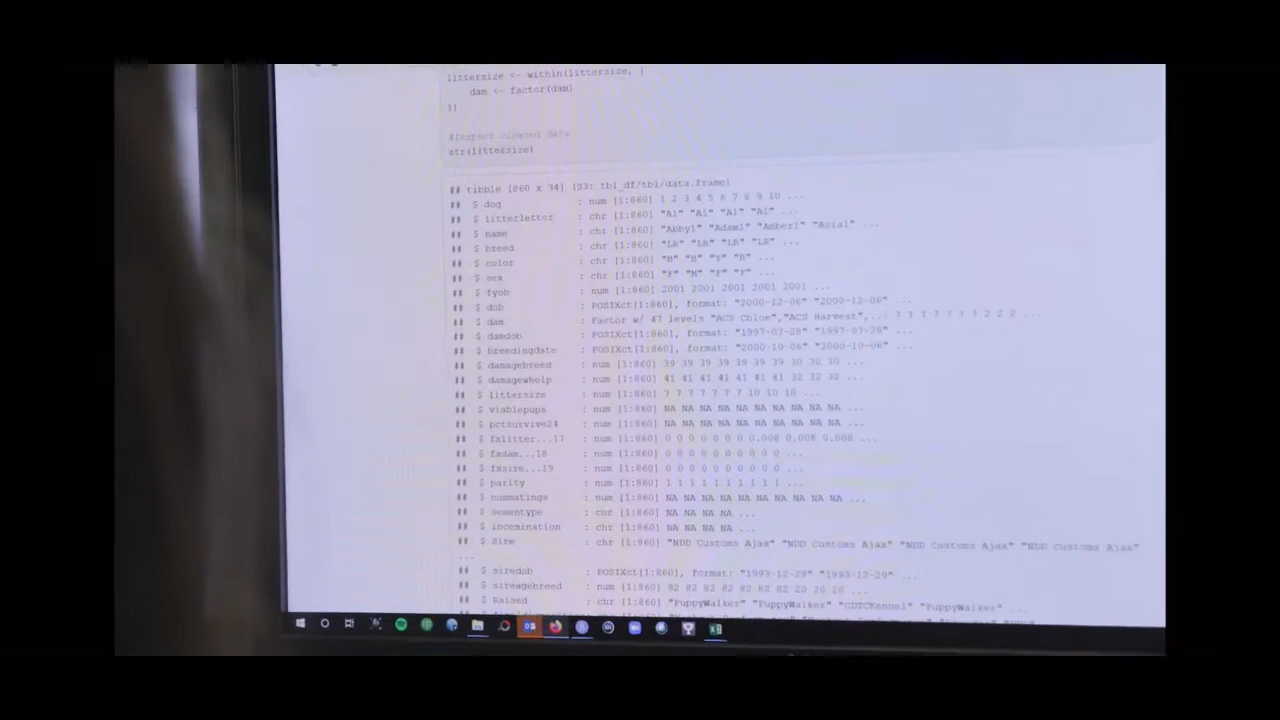 littersize <- within(littersize, {
dam <- factor(dam)
})
#Inspect cleaned data
str(littersize)
## tibble [860 x 34] (S3: tbl_df/tbl/data.frame)
## $ dog : num [1:860] 1 2 3 4 5 6 7 8 9 10 ...
## $ litterletter : chr [1:860] "A1" "A1" "A1" "A1" ...
## $ name : chr [1:860] "Abby1" "Adam1" "Amber1" ...
## $ breed : chr [1:860] "LR" "LR" "LR" "LR" ...
## $ color : chr [1:860] "B" "B" "Y" "B" ...
## $ sex : chr [1:860] "F" "M" "F" "F" ...
## $ fyob : num [1:860] 2001 2001 2001 2001 2001 ...
## $ dob : POSIXct[1:860], format: "2000-12-06" "2000-12-06" ...
## $ dam : Factor w/ 47 levels "ACS Chloe","ACS Harvest",..: 7 7 7 7 7 7 7 2 2 2 ...
## $ damdob : POSIXct[1:860], format: "1997-07-28" "1997-07-28" ...
## $ breedingdate : POSIXct[1:860], format: "2000-10-06" "2000-10-06" ...
## $ damagebreed : num [1:860] 39 39 39 39 39 39 39 30 30 30 ...
## $ damagewhelp : num [1:860] 41 41 41 41 41 41 41 32 32 32 ...
## $ littersize : num [1:860] 7 7 7 7 7 7 7 10 10 10 ...
## $ viablepups : num [1:860] NA NA NA NA NA NA NA NA NA NA ...
## $ pctsurvive24 : num [1:860] NA NA NA NA NA NA NA NA NA NA ...
## $ fxlitter...17 : num [1:860] 0 0 0 0 0 0 0 0.008 0.008 0.008 ...
## $ fxdam...18 : num [1:860] 0 0 0 0 0 0 0 0 0 0 ...
## $ fxsize...19 : num [1:860] 0 0 0 0 0 0 0 0 0 0 ...
## $ parity : num [1:860] 1 1 1 1 1 1 1 1 1 1 ...
## $ nummatings : num [1:860] NA NA NA NA NA NA NA NA NA NA ...
## $ sementype : chr [1:860] NA NA NA NA ...
## $ incemination : chr [1:860] NA NA NA NA ...
## $ Sire : chr [1:860] "NDD Customs Ajax" "NDD Customs Ajax" "NDD Customs Ajax" "NDD Customs Ajax"
...
## $ siredob : POSIXct[1:860], format: "1993-12-29" "1993-12-29" ...
## $ sireagebreed : num [1:860] 82 82 82 82 82 82 82 20 20 20 ...
## $ Raised : chr [1:860] "PuppyWalker" "PuppyWalker" "CDZCKennel" "PuppyWalker" ...